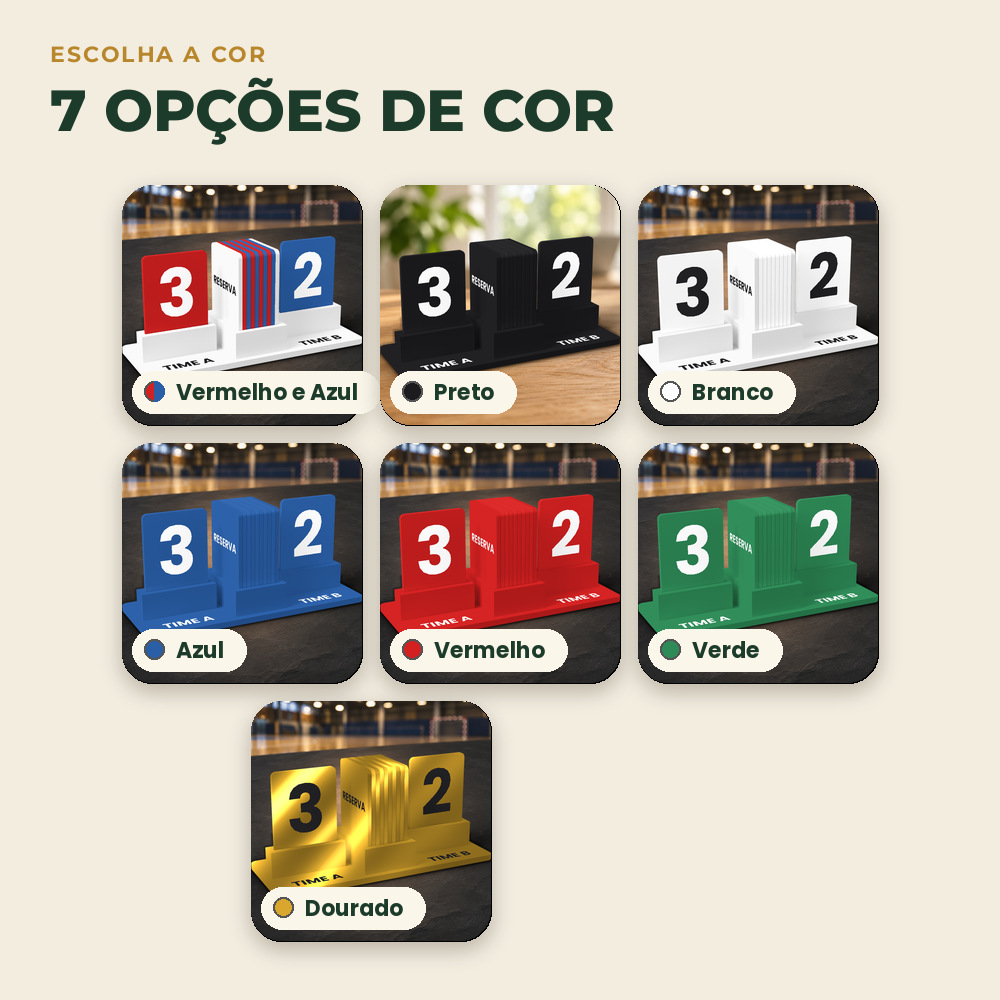 ESCOLHA A COR
7 OPÇÕES DE COR
3 RESERVA 2
TIME A TIME B
Vermelho e Azul
3 RESERVA 2
TIME A TIME B
Preto
3 RESERVA 2
TIME A TIME B
Branco
3 RESERVA 2
TIME A TIME B
Azul
3 RESERVA 2
TIME A TIME B
Vermelho
3 RESERVA 2
TIME A TIME B
Verde
3 RESERVA 2
TIME A TIME B
Dourado